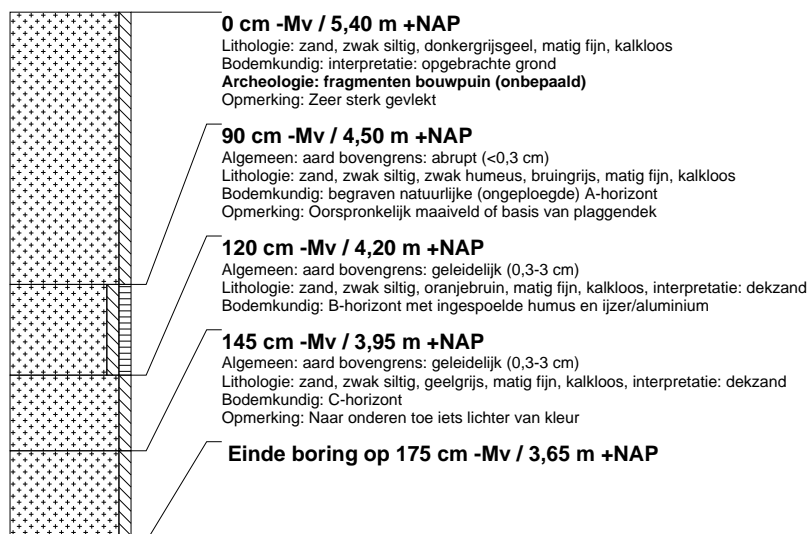 0 cm -Mv / 5,40 m +NAP
Lithologie: zand, zwak siltig, donkergrijsgeel, matig fijn, kalkloos
Bodemkundig: interpretatie: opgebrachte grond
Archeologie: fragmenten bouwpuin (onbepaald)
Opmerking: Zeer sterk gevlekt
90 cm -Mv / 4,50 m +NAP
Algemeen: aard bovengrens: abrupt (<0,3 cm)
Lithologie: zand, zwak siltig, zwak humeus, bruingrijs, matig fijn, kalkloos
Bodemkundig: begraven natuurlijke (ongeploegde) A-horizont
Opmerking: Oorspronkelijk maaiveld of basis van plaggendek
120 cm -Mv / 4,20 m +NAP
Algemeen: aard bovengrens: geleidelijk (0,3-3 cm)
Lithologie: zand, zwak siltig, oranjebruin, matig fijn, kalkloos, interpretatie: dekzand
Bodemkundig: B-horizont met ingespoelde humus en ijzer/aluminium
145 cm -Mv / 3,95 m +NAP
Algemeen: aard bovengrens: geleidelijk (0,3-3 cm)
Lithologie: zand, zwak siltig, geelgrijs, matig fijn, kalkloos, interpretatie: dekzand
Bodemkundig: C-horizont
Opmerking: Naar onderen toe iets lichter van kleur
Einde boring op 175 cm -Mv / 3,65 m +NAP